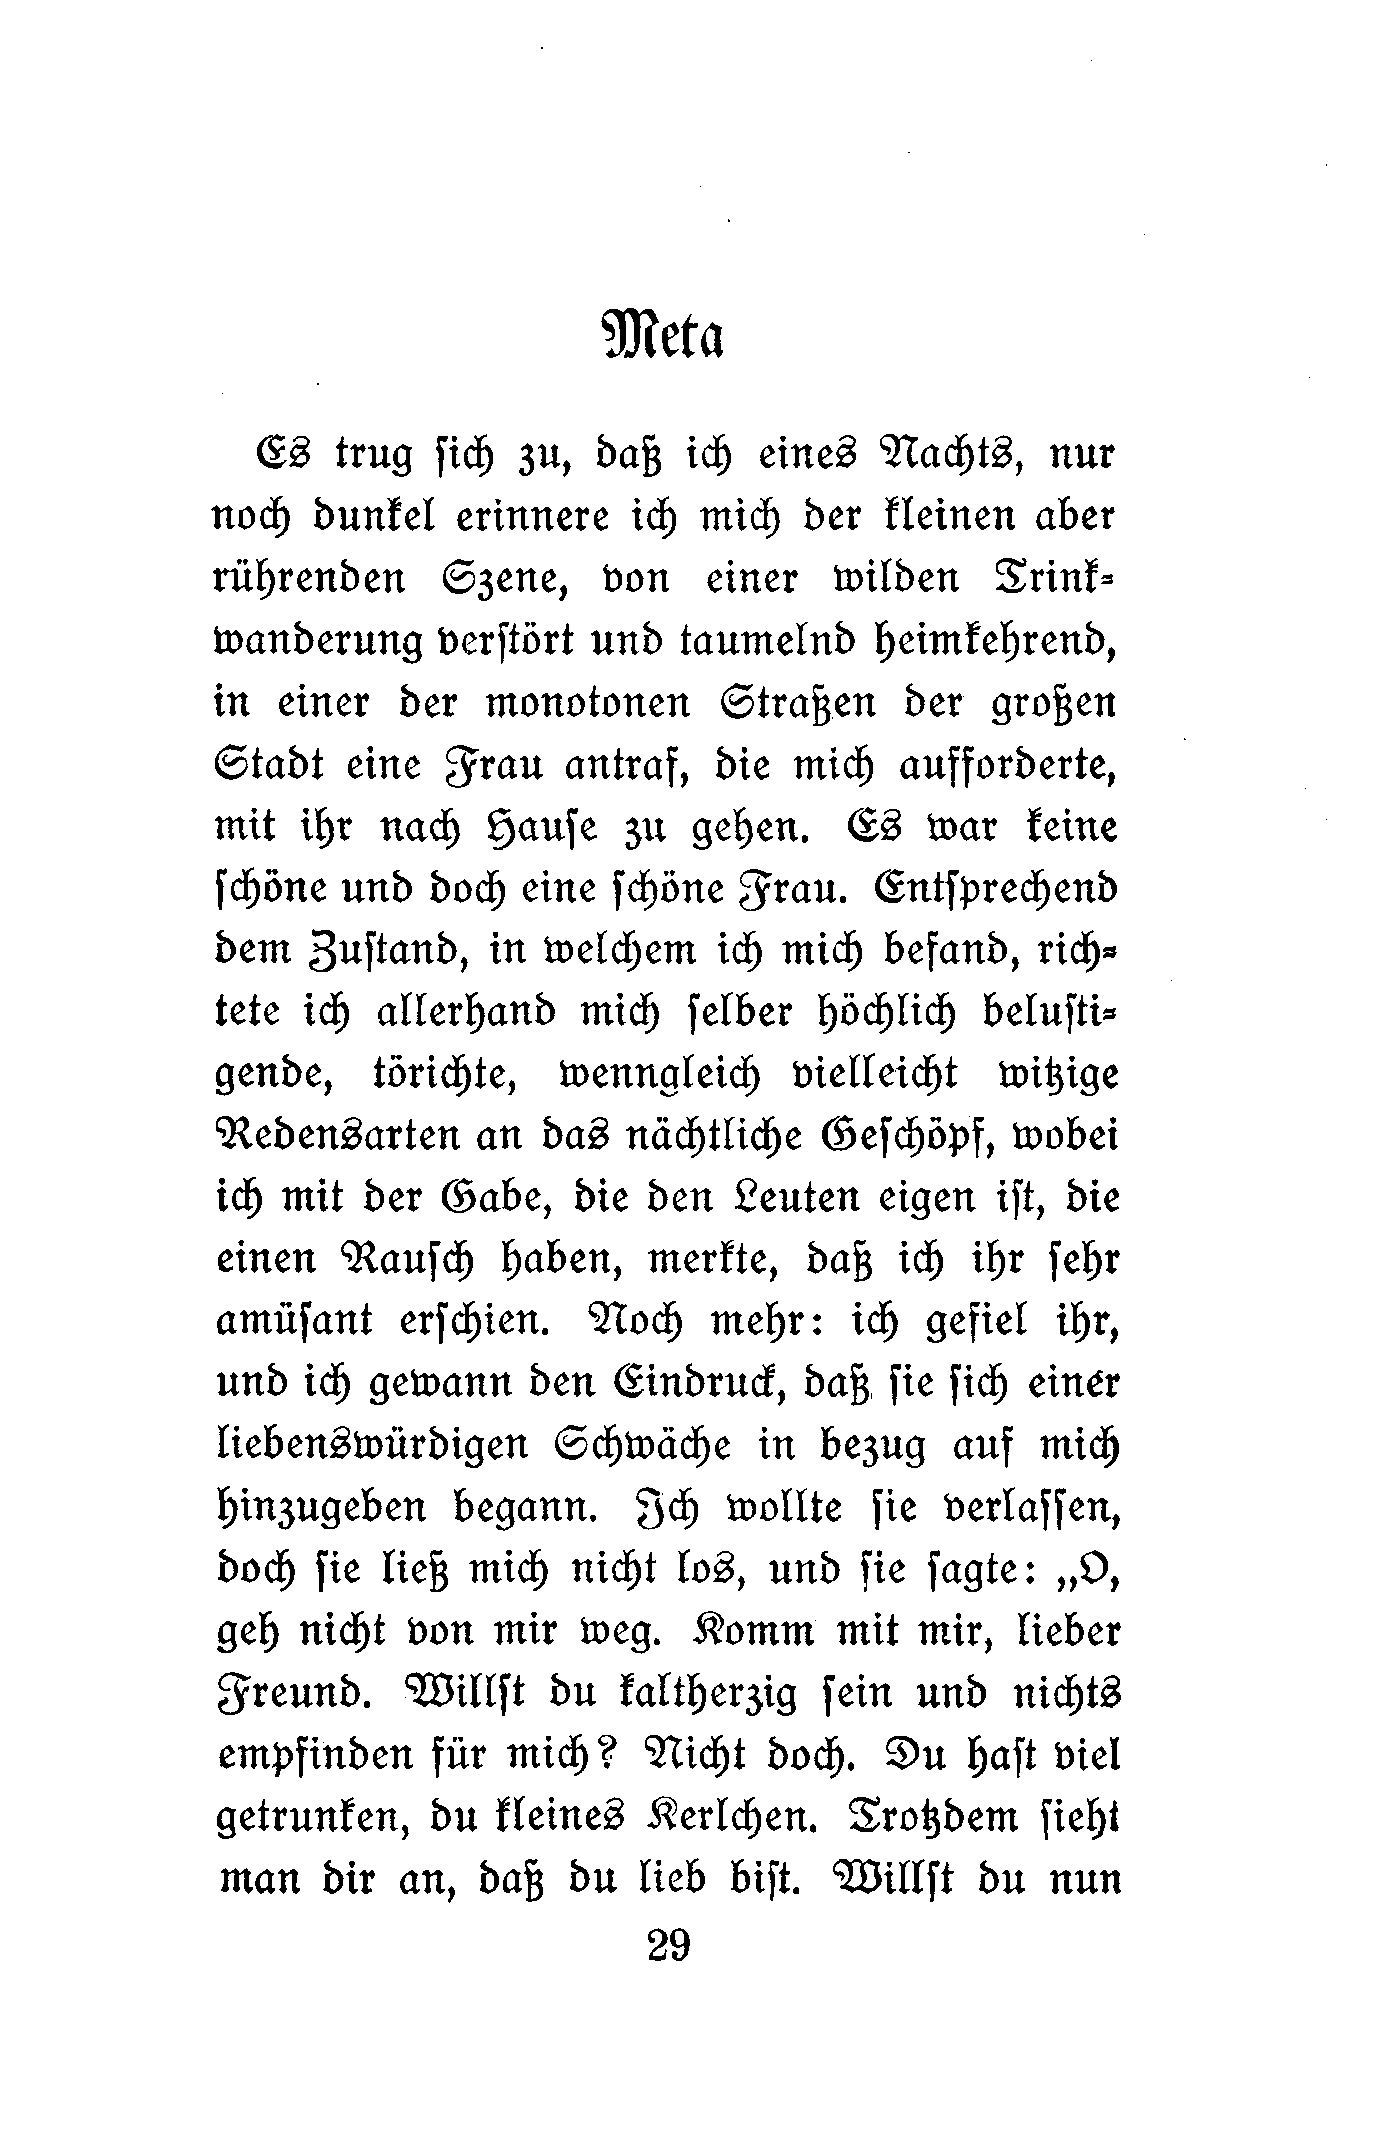 Meta
Es trug sich zu, daß ich eines Nachts, nur
noch dunkel erinnere ich mich der kleinen aber
rührenden Szene, von einer wilden Trink-
wanderung verstört und taumelnd heimkehrend,
in einer der monotonen Straßen der großen
Stadt eine Frau antraf, die mich aufforderte,
mit ihr nach Hause zu gehen. Es war keine
schöne und doch eine schöne Frau. Entsprechend
dem Zustand, in welchem ich mich befand, rich-
tete ich allerhand mich selber höchlich belusti-
gende, törichte, wenngleich vielleicht witzige
Redensarten an das nächtliche Geschöpf, wobei
ich mit der Gabe, die den Leuten eigen ist, die
einen Rausch haben, merkte, daß ich ihr sehr
amüsant erschien. Noch mehr: ich gefiel ihr,
und ich gewann den Eindruck, daß sie sich einer
liebenswürdigen Schwäche in bezug auf mich
hinzugeben begann. Ich wollte sie verlassen,
doch sie ließ mich nicht los, und sie sagte: „O,
geh nicht von mir weg. Komm mit mir, lieber
Freund. Willst du kaltherzig sein und nichts
empfinden für mich? Nicht doch. Du hast viel
getrunken, du kleines Kerlchen. Trotzdem sieht
man dir an, daß du lieb bist. Willst du nun
29